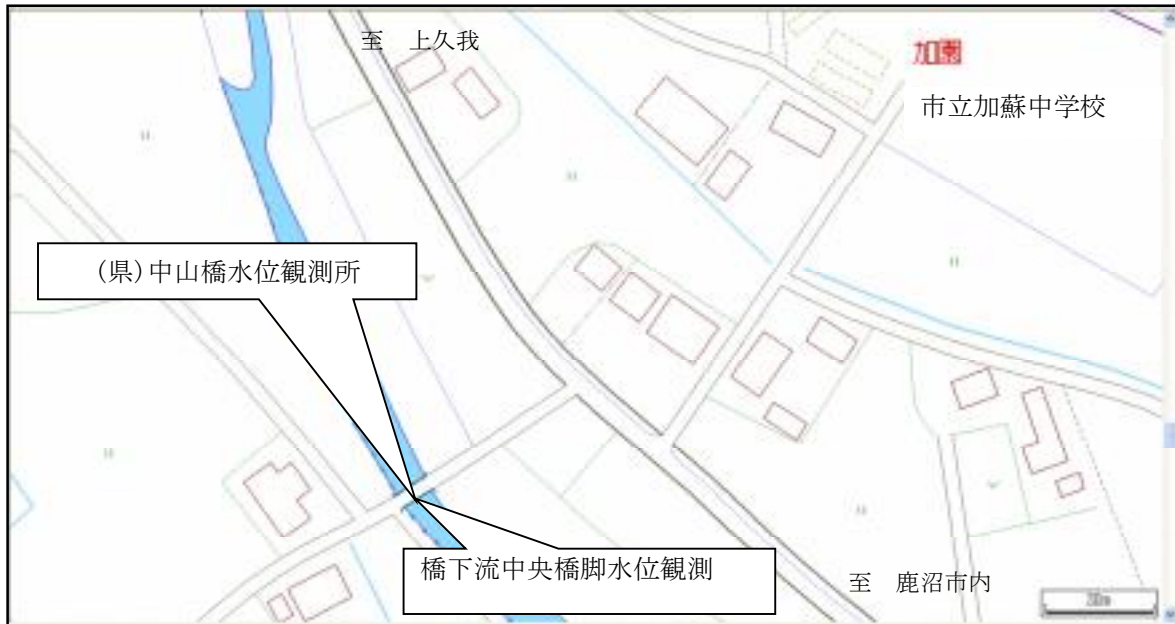 至　上久我
加園
市立加蘇中学校
(県)中山橋水位観測所
橋下流中央橋脚水位観測
至　鹿沼市内